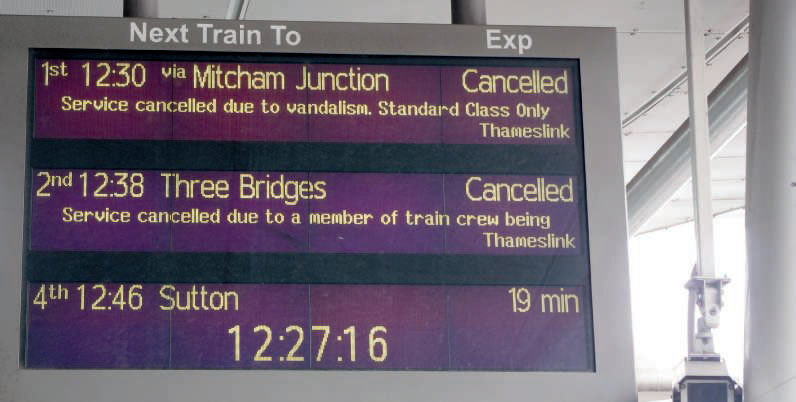 Next Train To Exp
1st 12:30 via Mitcham Junction Cancelled
Service cancelled due to vandalism. Standard Class Only
Thameslink
2nd 12:38 Three Bridges Cancelled
Service cancelled due to a member of train crew being
Thameslink
4th 12:46 Sutton 19 min
12:27:16